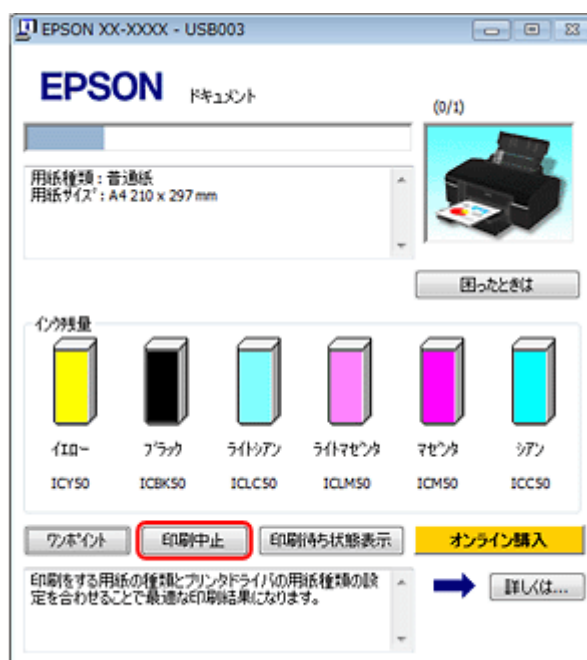 EPSON XX-XXXX - USB003
EPSON ドキュメント
(0/1)
用紙種類 : 普通紙
用紙サイズ : A4 210 x 297 mm
困ったときは
インク残量
イエロー ブラック ライトシアン ライトマゼンタ マゼンタ シアン
ICY50 ICBK50 ICLC50 ICLM50 ICM50 ICC50
ワンポイント 印刷中止 印刷待ち状態表示 オンライン購入
印刷をする用紙の種類とプリンタドライバの用紙種類の設
定を合わせることで最適な印刷結果になります。
詳しくは...